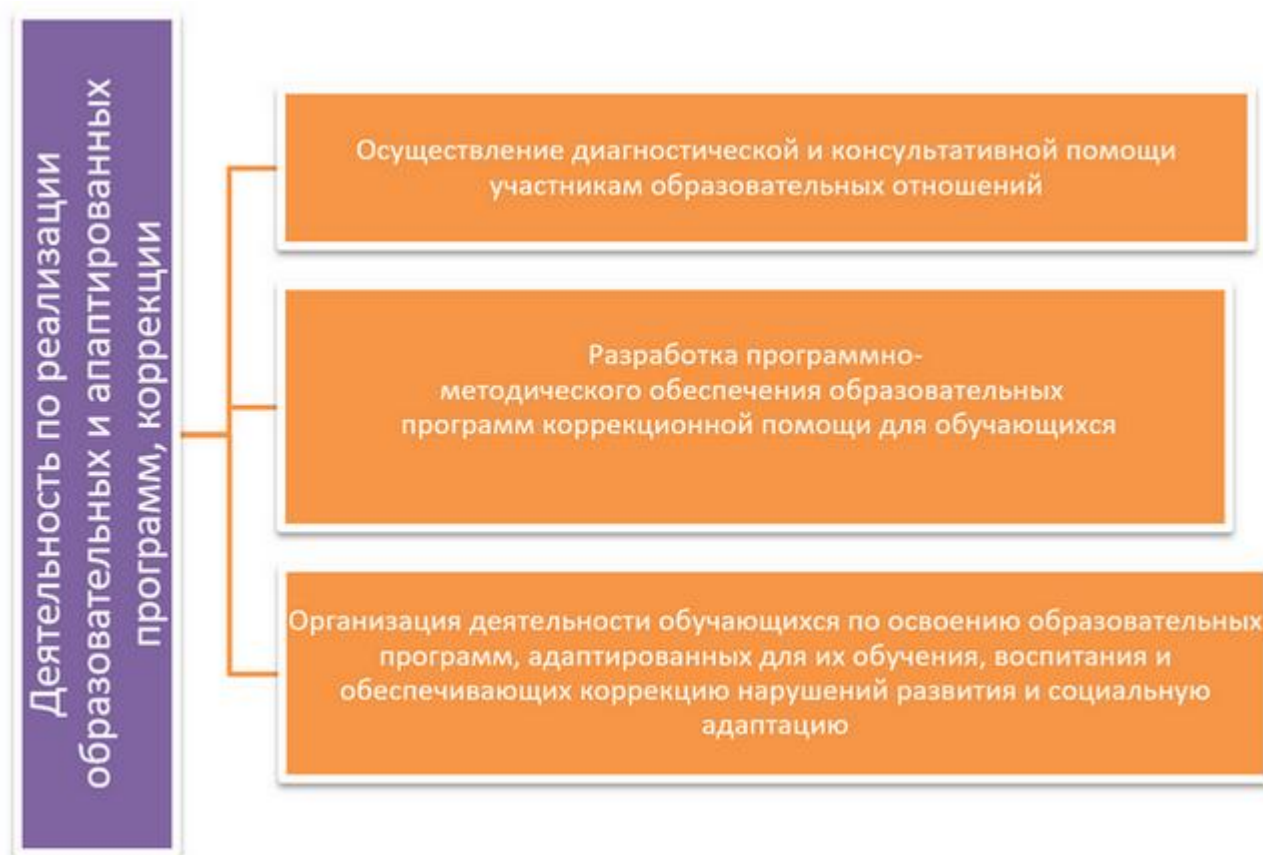 Деятельность по реализации
образовательных и апаптированных
программ, коррекции
Осуществление диагностической и консультативной помощи
участникам образовательных отношений
Разработка программно-
методического обеспечения образовательных
программ коррекционной помощи для обучающихся
Организация деятельности обучающихся по освоению образовательных
программ, адаптированных для их обучения, воспитания и
обеспечивающих коррекцию нарушений развития и социальную
адаптацию